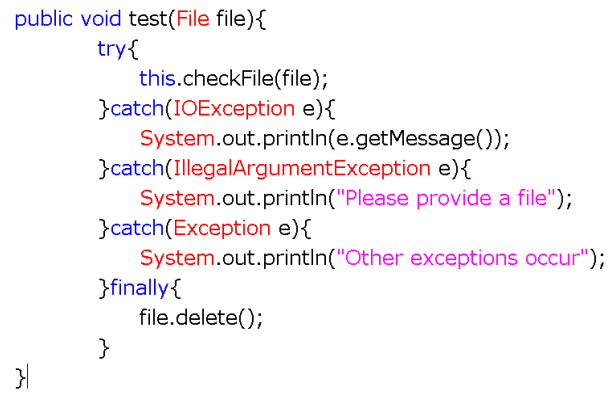 public void test(File file){
try{
this.checkFile(file);
}catch(IOException e){
System.out.println(e.getMessage());
}catch(IllegalArgumentException e){
System.out.println("Please provide a file");
}catch(Exception e){
System.out.println("Other exceptions occur");
}finally{
file.delete();
}
}